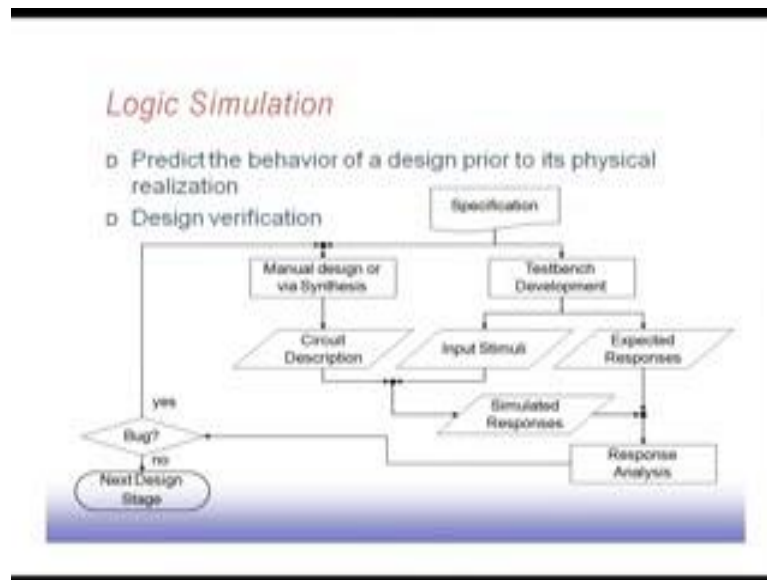 Logic Simulation
Predict the behavior of a design prior to its physical
realization
Design verification
Specification
Manual design or
via Synthesis
Testbench
Development
Circuit
Description
Input Stimuli
Expected
Responses
yes
Simulated
Responses
Bug?
no
Response
Analysis
Next Design
Stage